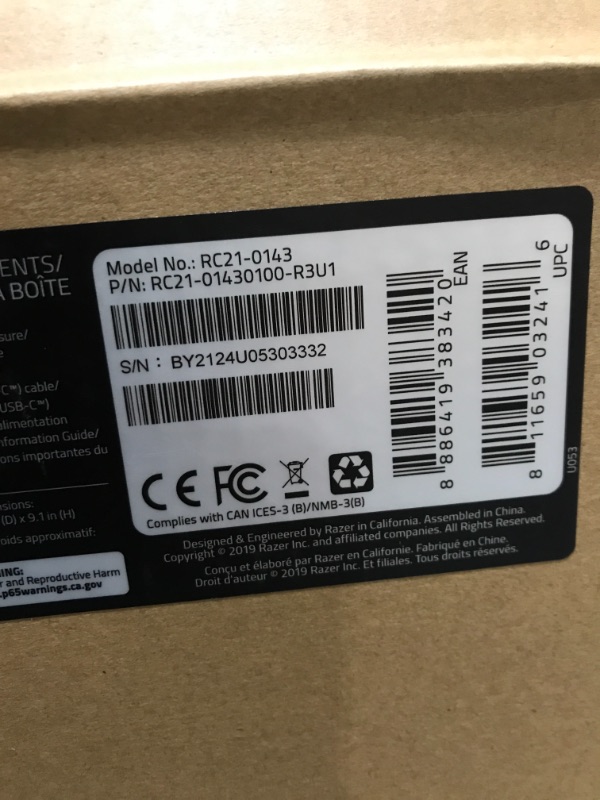 ENTS/
A BOÎTE
sure/
e
C™) cable/
USB-C™)
alimentation
nformation Guide/
ons importantes du
sions:
(D) x 9.1 in (H)
oids approximatif:
ING:
r and Reproductive Harm
.p65warnings.ca.gov
Model No.: RC21-0143
P/N: RC21-01430100-R3U1
S/N : BY2124U05303332
CE FC
Complies with CAN ICES-3 (B)/NMB-3(B)
8 886419 383420
EAN
8 11659 03241 6
UPC
U053
Designed & Engineered by Razer in California. Assembled in China.
Copyright © 2019 Razer Inc. and affiliated companies. All Rights Reserved.
Conçu et élaboré par Razer en Californie. Fabriqué en Chine.
Droit d'auteur © 2019 Razer Inc. Et filiales. Tous droits réservés.